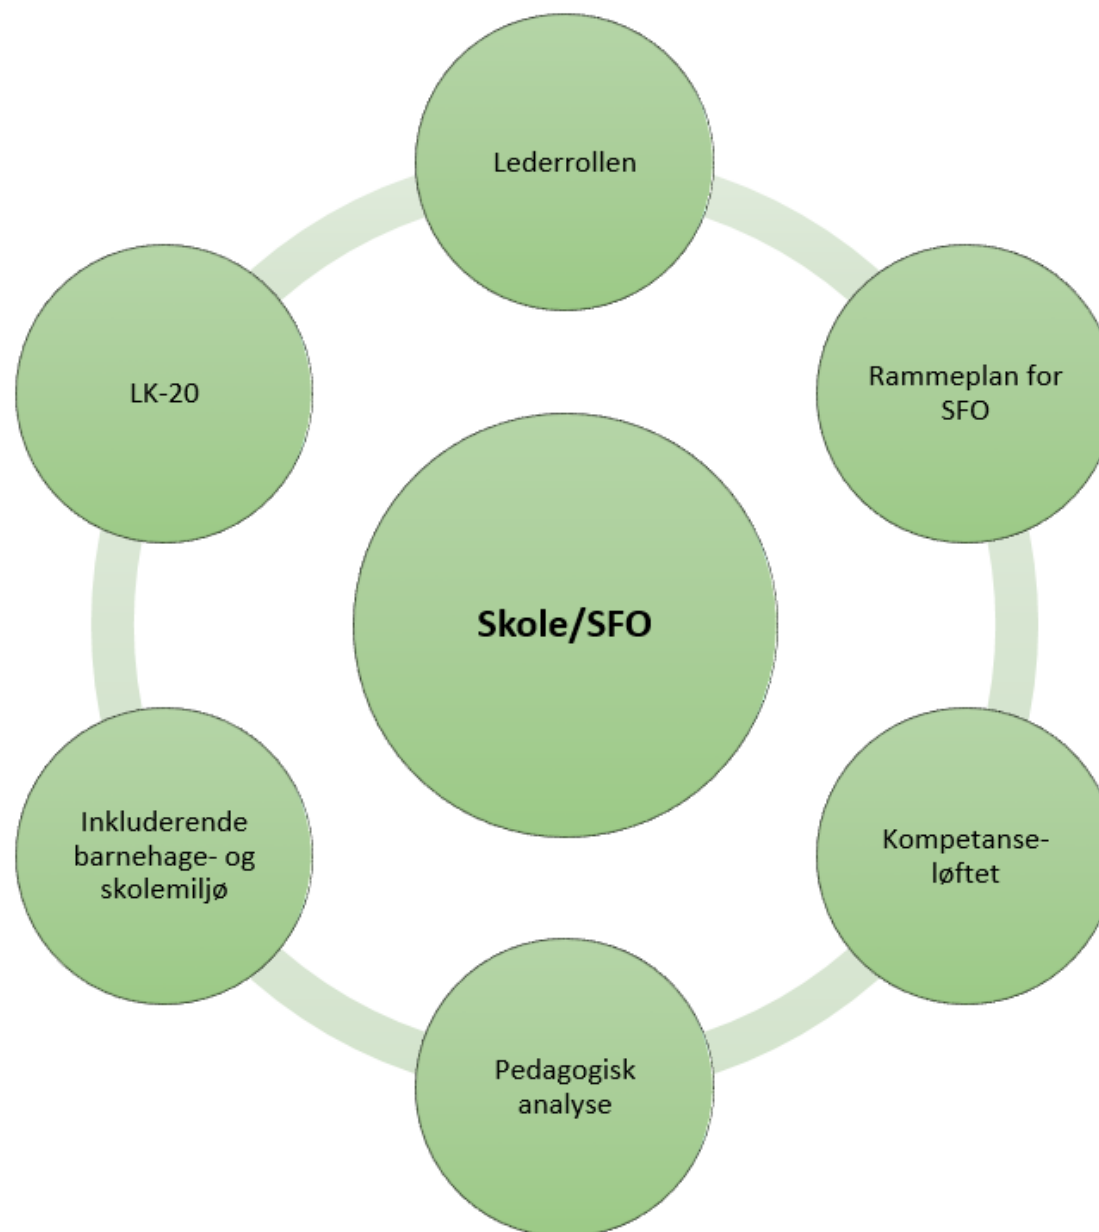 Lederrollen
Rammeplan for
SFO
LK-20
Skole/SFO
Kompetanse-
løftet
Inkluderende
barnehage- og
skolemiljø
Pedagogisk
analyse